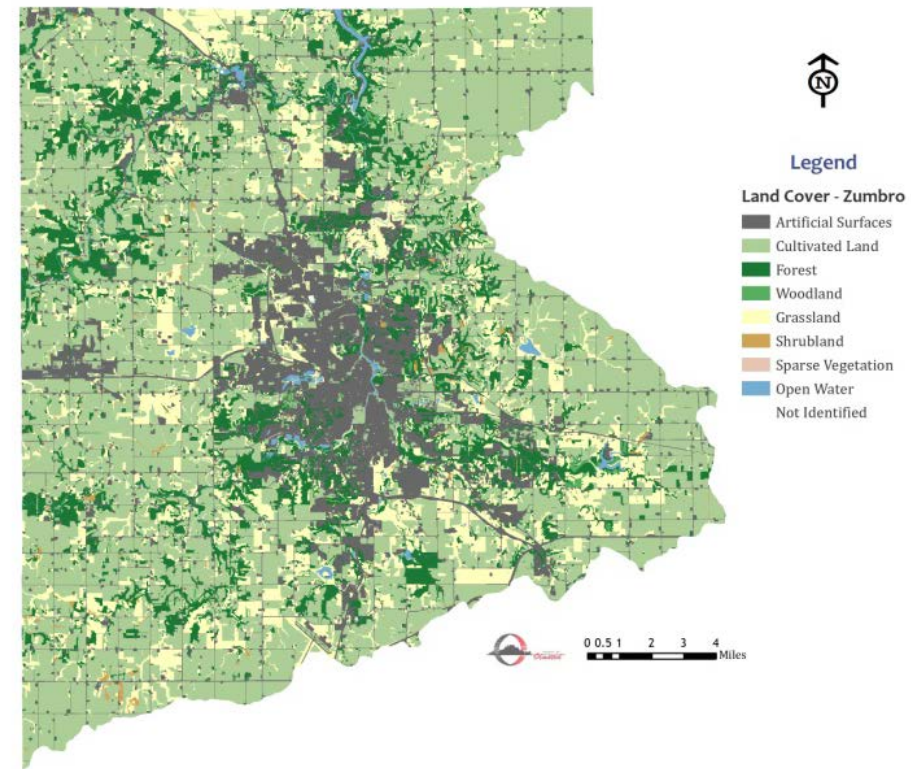 N
Legend
Land Cover - Zumbro
Artificial Surfaces
Cultivated Land
Forest
Woodland
Grassland
Shrubland
Sparse Vegetation
Open Water
Not Identified
0 0.5 1 2 3 4
Miles